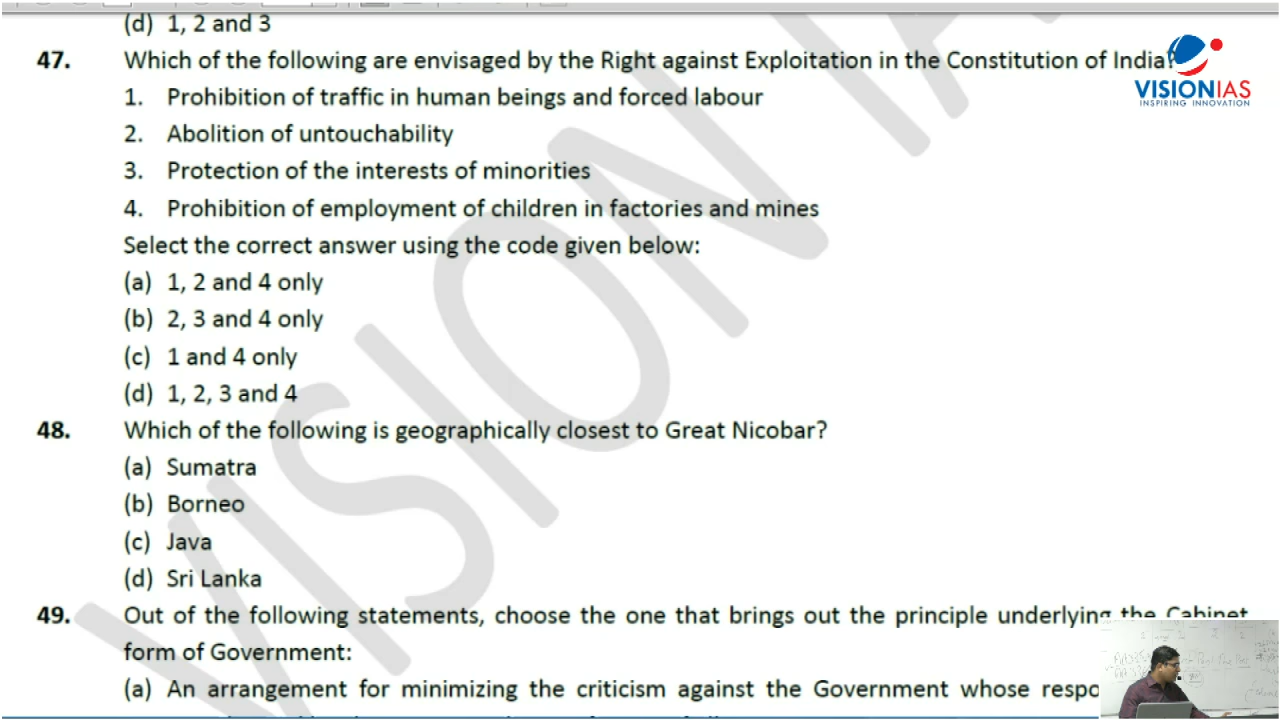 (d) 1, 2 and 3
47. Which of the following are envisaged by the Right against Exploitation in the Constitution of India?
1. Prohibition of traffic in human beings and forced labour
2. Abolition of untouchability
3. Protection of the interests of minorities
4. Prohibition of employment of children in factories and mines
Select the correct answer using the code given below:
(a) 1, 2 and 4 only
(b) 2, 3 and 4 only
(c) 1 and 4 only
(d) 1, 2, 3 and 4
48. Which of the following is geographically closest to Great Nicobar?
(a) Sumatra
(b) Borneo
(c) Java
(d) Sri Lanka
49. Out of the following statements, choose the one that brings out the principle underlying the Cabinet
form of Government:
(a) An arrangement for minimizing the criticism against the Government whose
VISIONIAS
INSPIRING INNOVATION
VISION IA